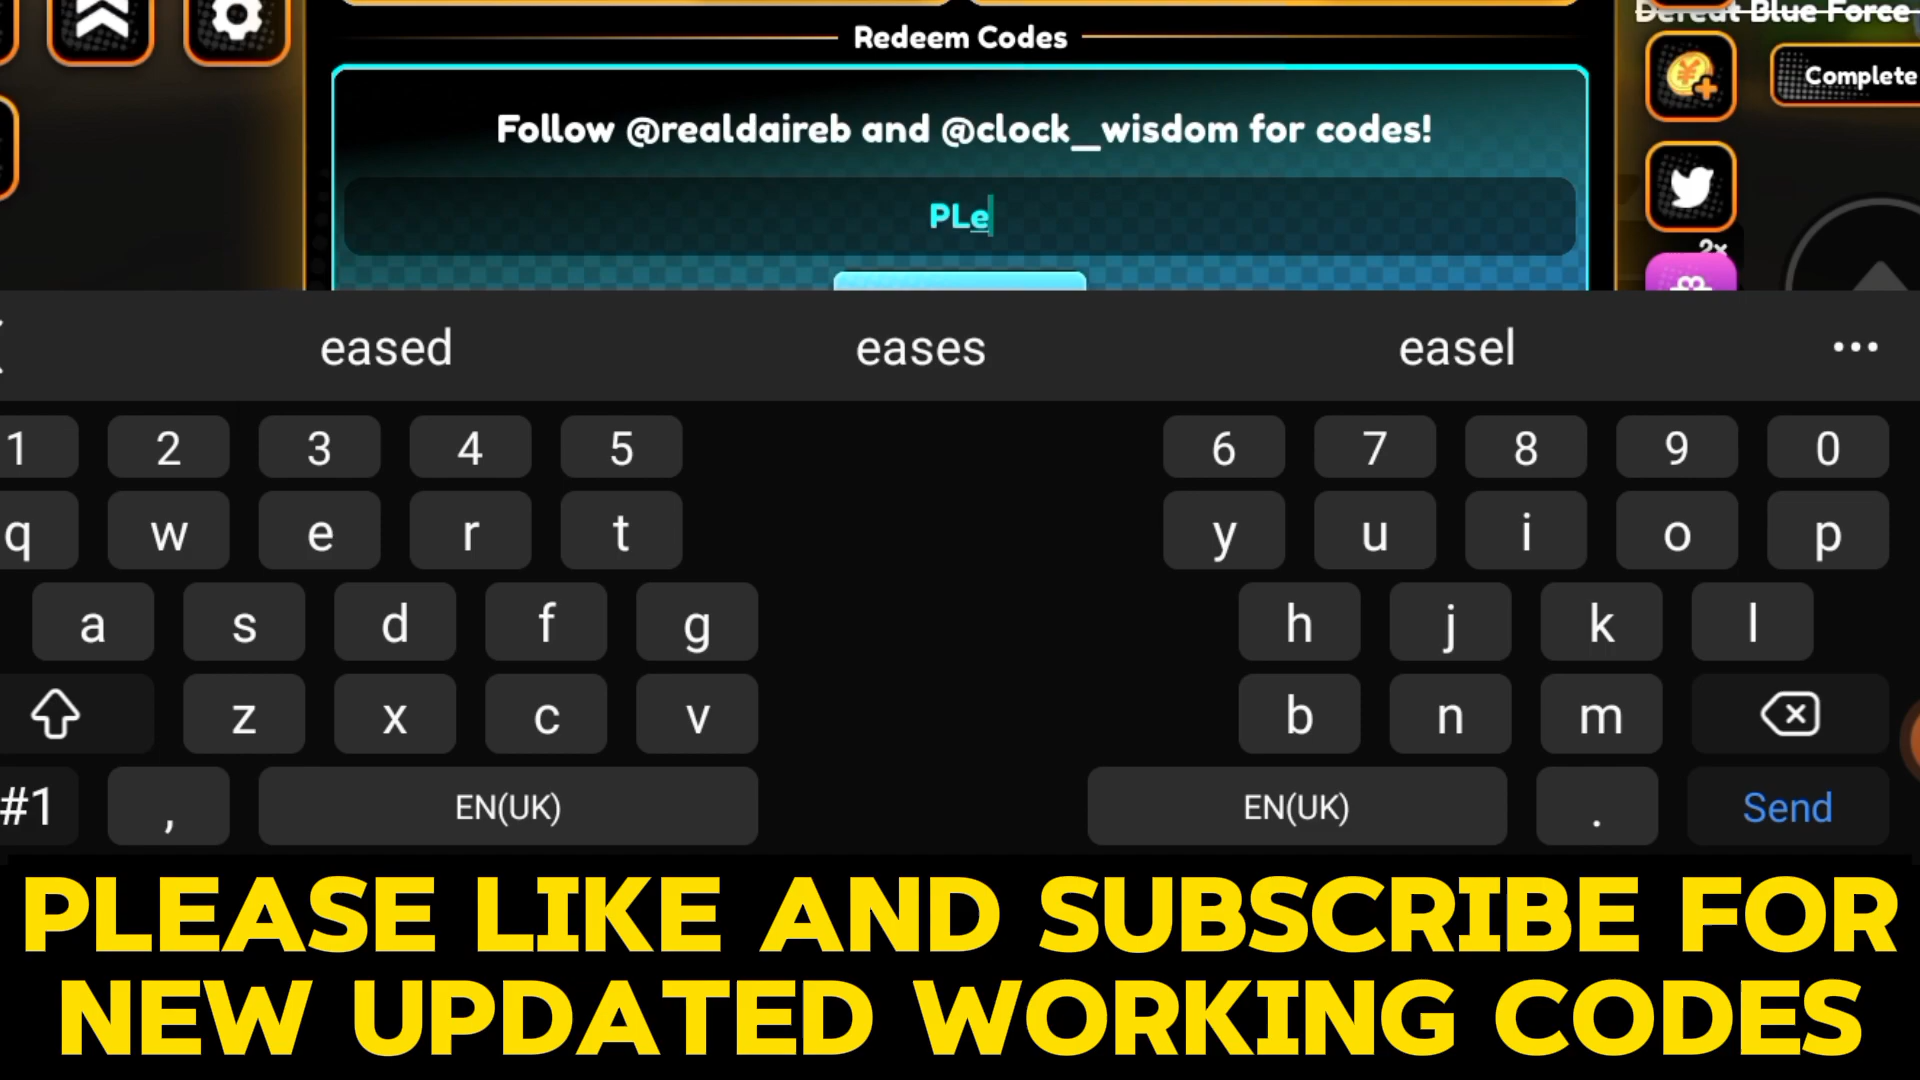 Defeat Blue Force
Redeem Codes
Complete
Follow @realdaireb and @clock__wisdom for codes!
PLe
2x
eased eases easel ...
1 2 3 4 5 6 7 8 9 0
q w e r t y u i o p
a s d f g h j k l
z x c v b n m
#1 , EN(UK) EN(UK) . Send
PLEASE LIKE AND SUBSCRIBE FOR
NEW UPDATED WORKING CODES